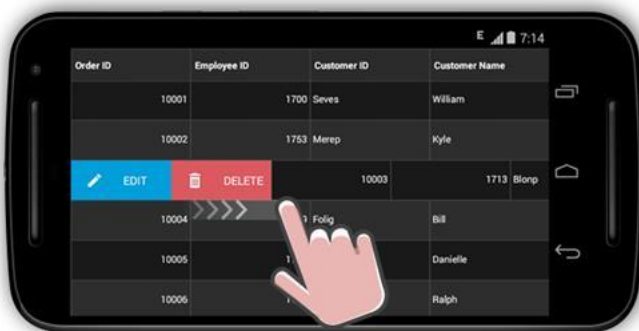 E 7:14
Order ID Employee ID Customer ID Customer Name
10001 1700 Seves William
10002 1753 Merep Kyle
EDIT DELETE 10003 1713 Blonp
10004 Folig Bill
10005 Danielle
10006 Ralph